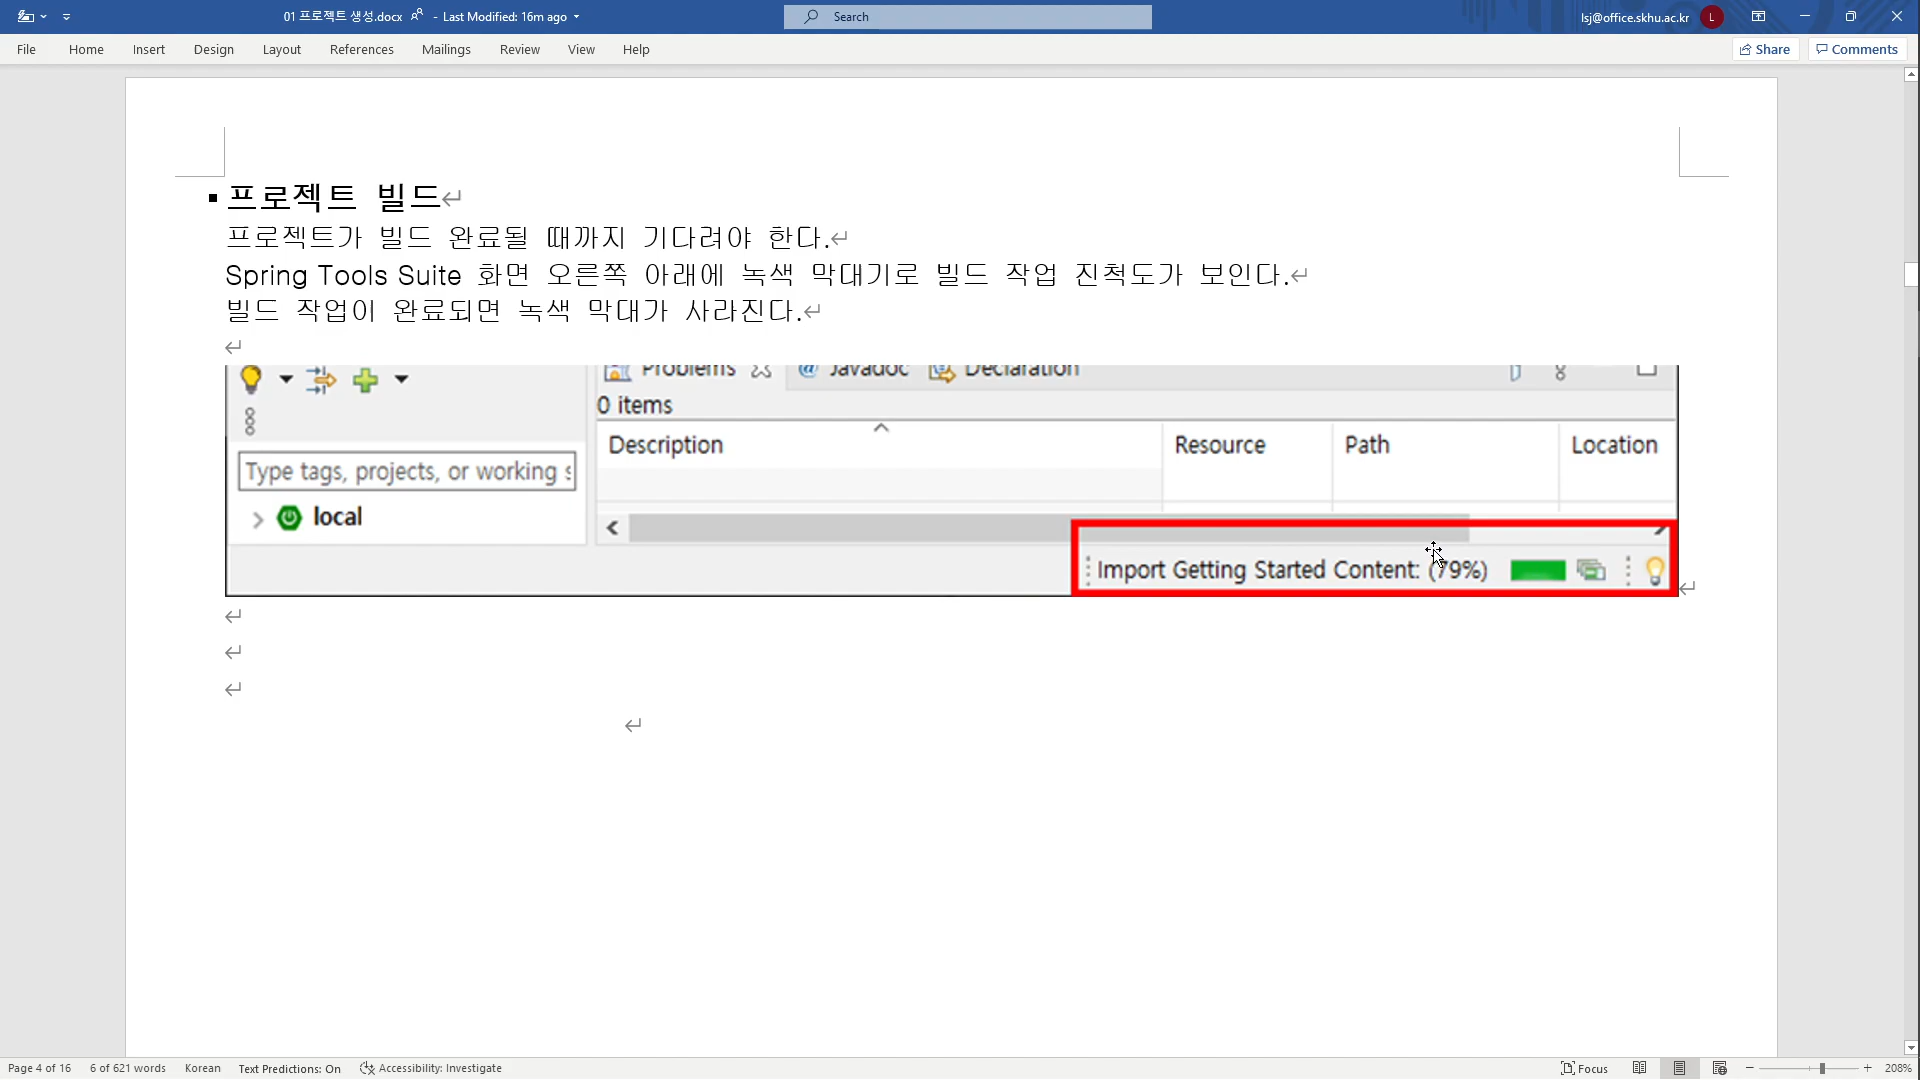 01 프로젝트 생성.docx - Last Modified: 16m ago
Search
lsj@office.skhu.ac.kr L
File Home Insert Design Layout References Mailings Review View Help
Share Comments
프로젝트 빌드
프로젝트가 빌드 완료될 때까지 기다려야 한다.
Spring Tools Suite 화면 오른쪽 아래에 녹색 막대기로 빌드 작업 진척도가 보인다.
빌드 작업이 완료되면 녹색 막대가 사라진다.
Problems @ Javadoc Declaration
0 items
Description Resource Path Location
Type tags, projects, or working s
local
Import Getting Started Content: (79%)
Page 4 of 16 6 of 621 words Korean Text Predictions: On Accessibility: Investigate Focus 208%